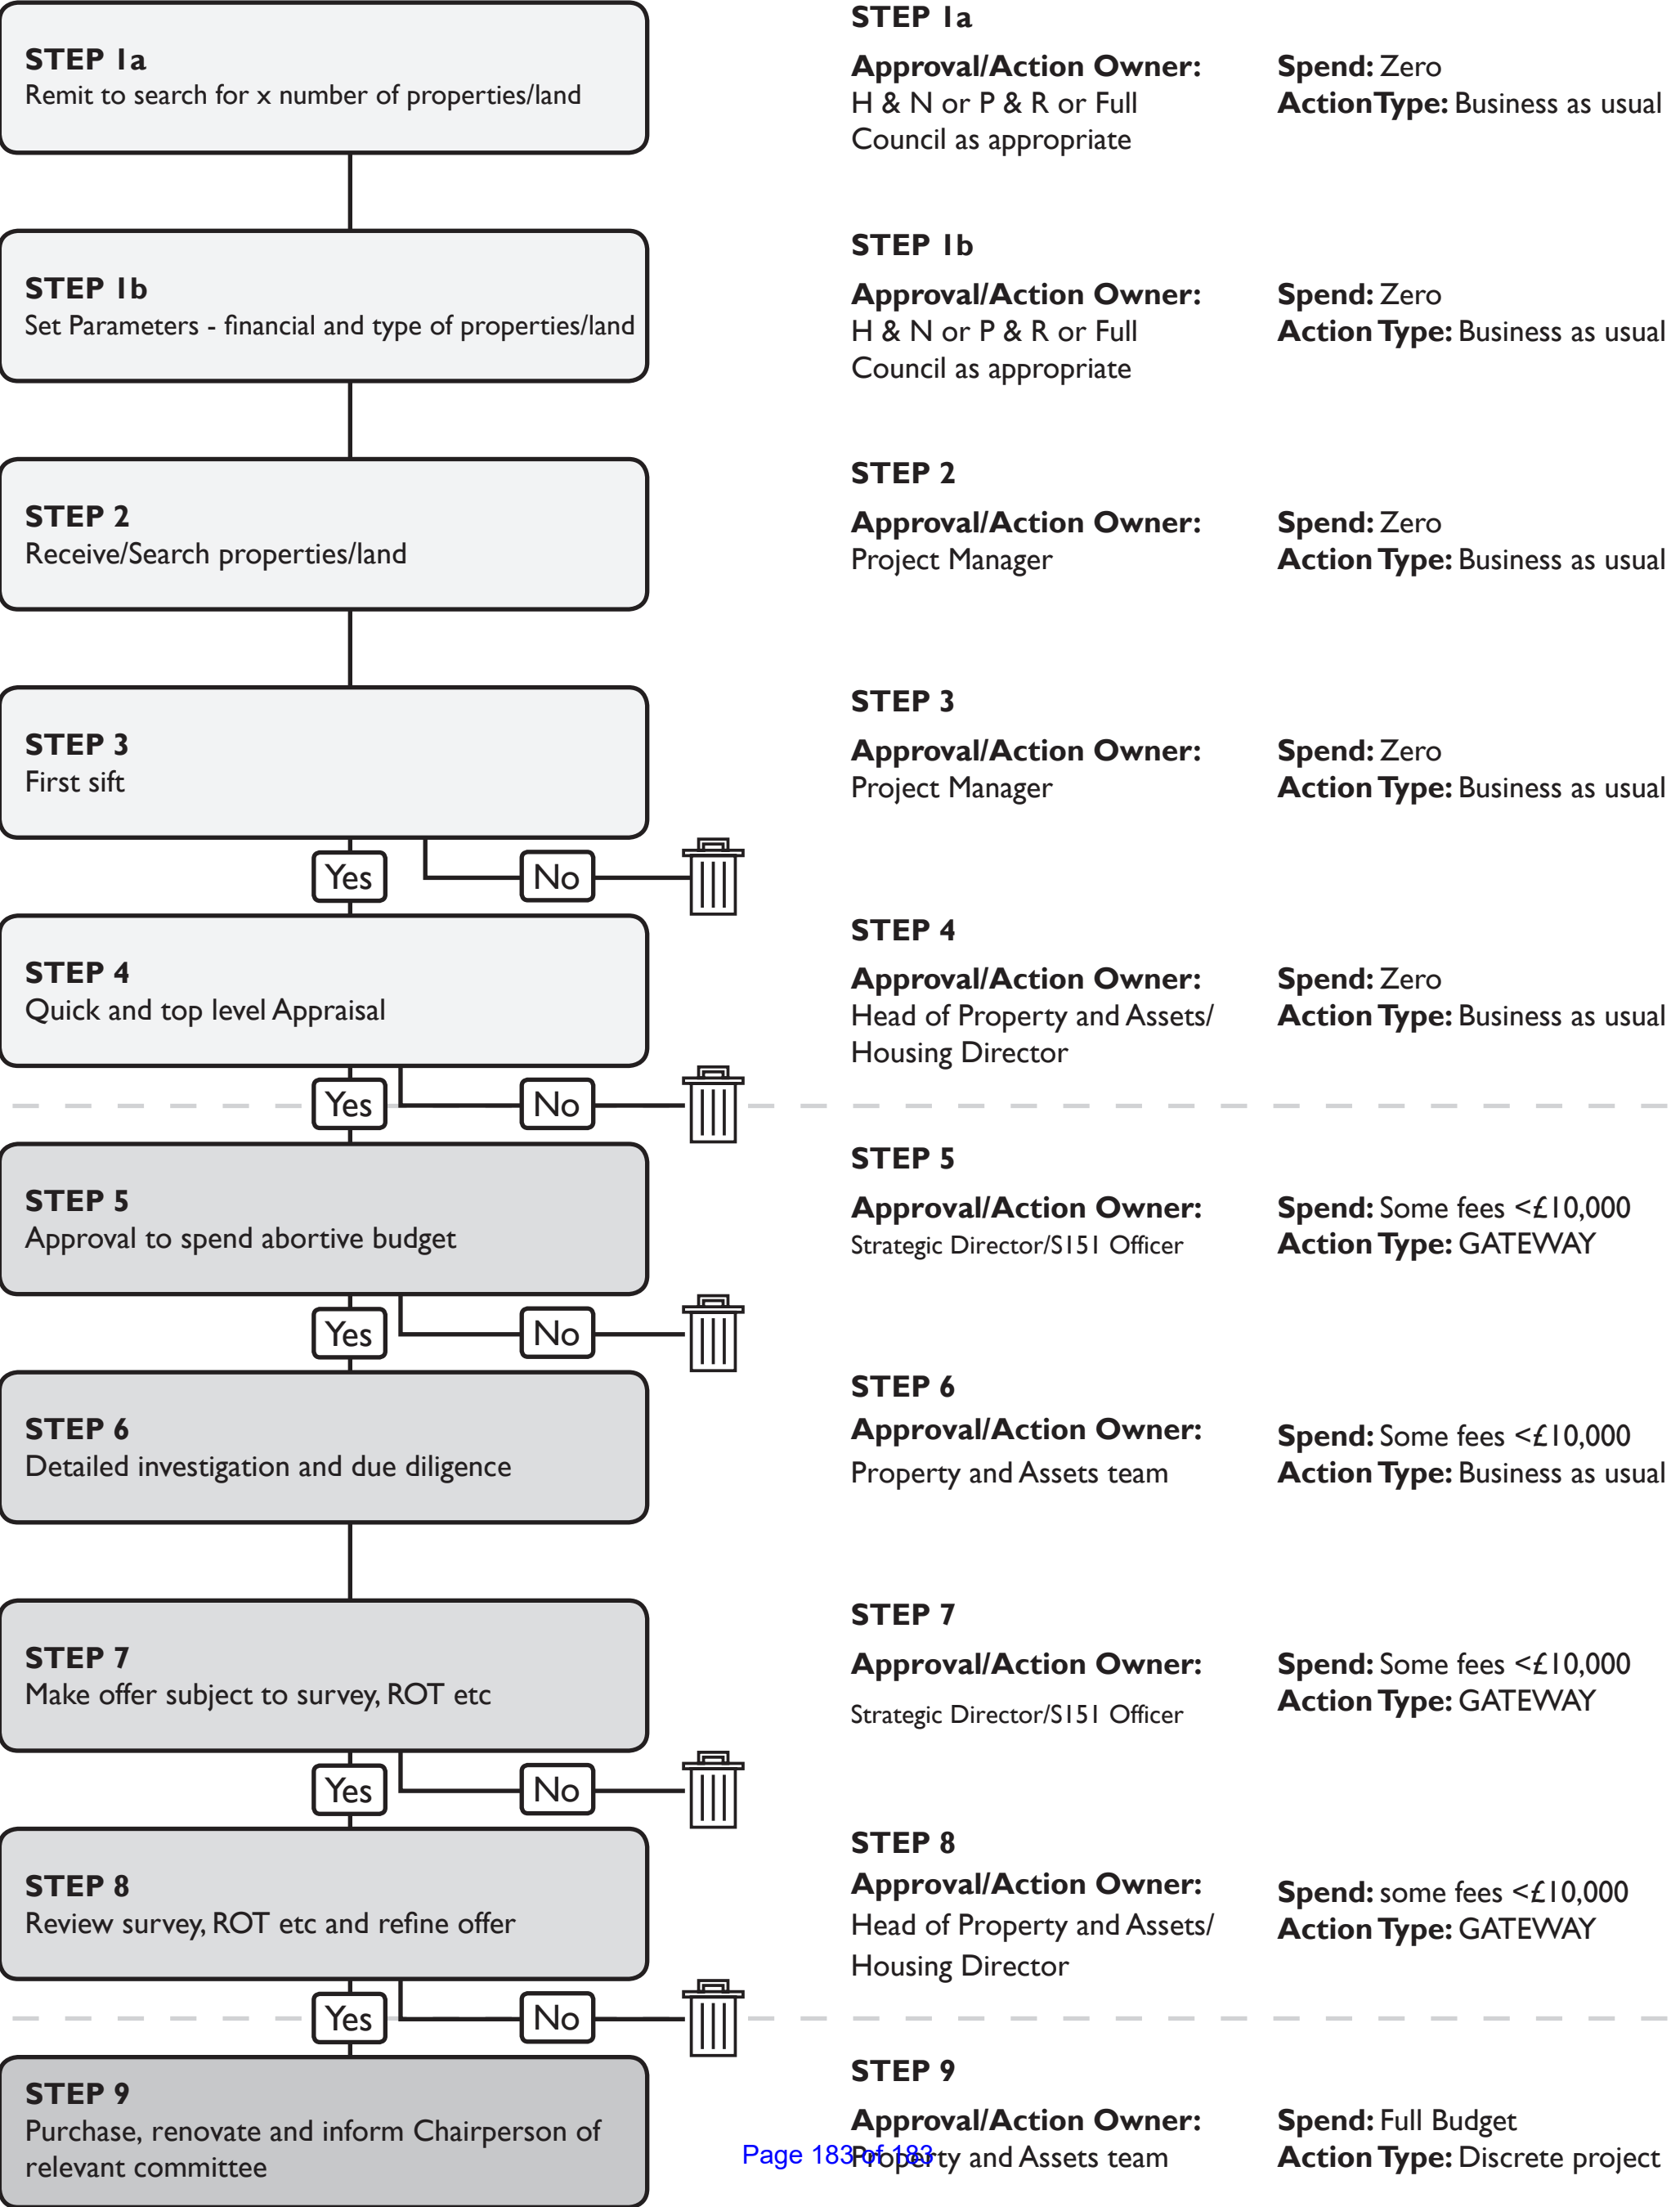 STEP 1a
Remit to search for x number of properties/land
STEP 1a
Approval/Action Owner:
H & N or P & R or Full
Council as appropriate
Spend: Zero
Action Type: Business as usual
STEP 1b
Set Parameters - financial and type of properties/land
STEP 1b
Approval/Action Owner:
H & N or P & R or Full
Council as appropriate
Spend: Zero
Action Type: Business as usual
STEP 2
Receive/Search properties/land
STEP 2
Approval/Action Owner:
Project Manager
Spend: Zero
Action Type: Business as usual
STEP 3
First sift
STEP 3
Approval/Action Owner:
Project Manager
Spend: Zero
Action Type: Business as usual
Yes
No
STEP 4
Quick and top level Appraisal
STEP 4
Approval/Action Owner:
Head of Property and Assets/
Housing Director
Spend: Zero
Action Type: Business as usual
Yes
No
STEP 5
Approval to spend abortive budget
STEP 5
Approval/Action Owner:
Strategic Director/S151 Officer
Spend: Some fees <£10,000
Action Type: GATEWAY
Yes
No
STEP 6
Detailed investigation and due diligence
STEP 6
Approval/Action Owner:
Property and Assets team
Spend: Some fees <£10,000
Action Type: Business as usual
STEP 7
Make offer subject to survey, ROT etc
STEP 7
Approval/Action Owner:
Strategic Director/S151 Officer
Spend: Some fees <£10,000
Action Type: GATEWAY
Yes
No
STEP 8
Review survey, ROT etc and refine offer
STEP 8
Approval/Action Owner:
Head of Property and Assets/
Housing Director
Spend: some fees <£10,000
Action Type: GATEWAY
Yes
No
STEP 9
Purchase, renovate and inform Chairperson of
relevant committee
STEP 9
Approval/Action Owner:
Property and Assets team
Spend: Full Budget
Action Type: Discrete project
Page 183 of 183